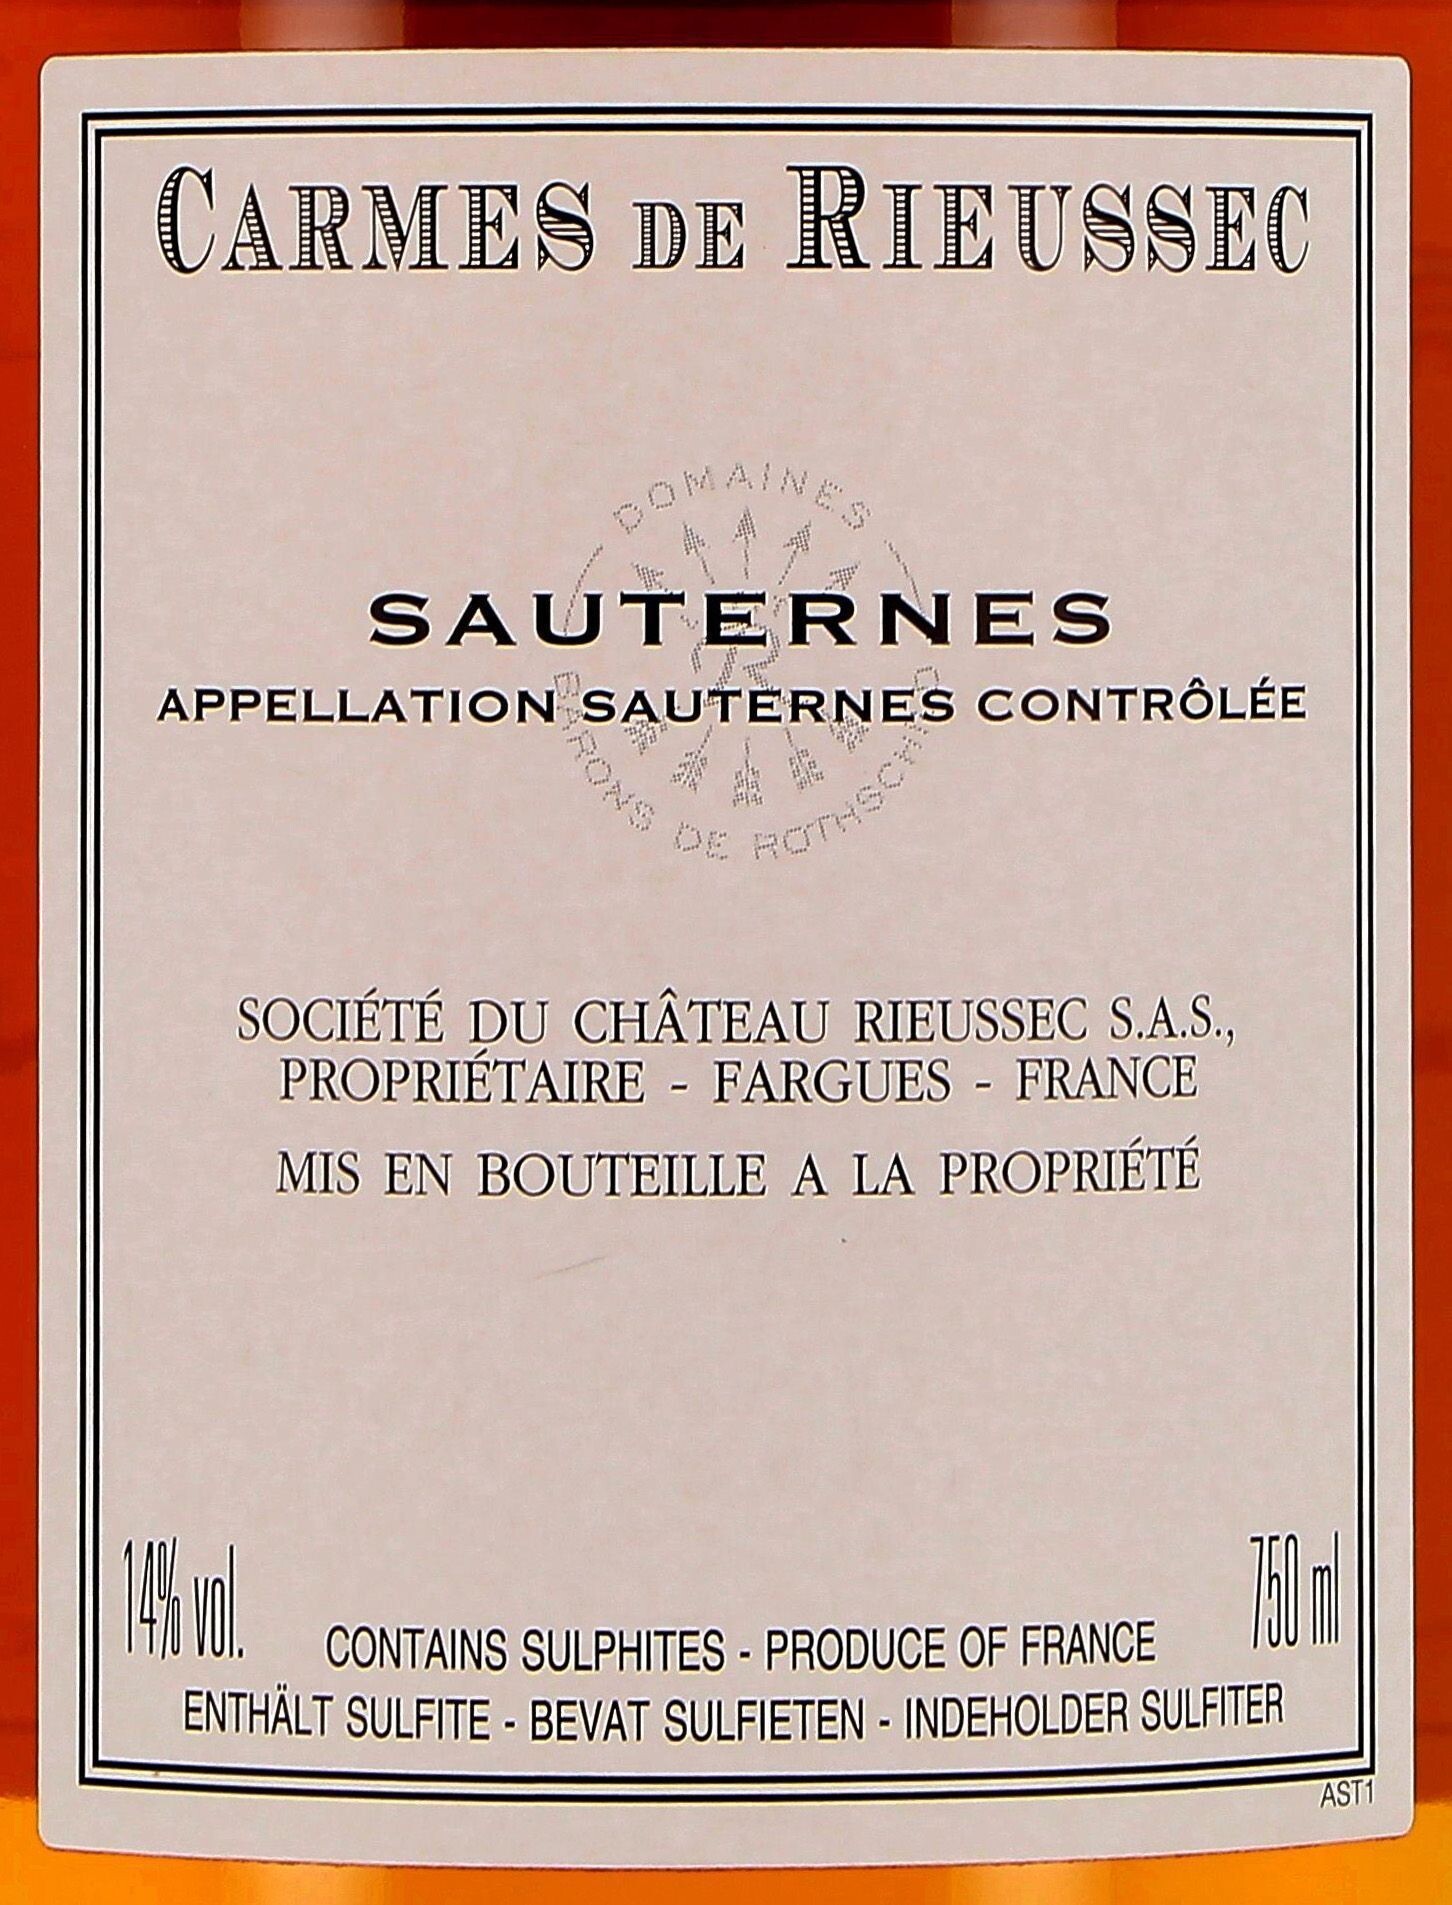 CARMES DE RIEUSSEC
DOMAINES
SAUTERNES
R
APPELLATION SAUTERNES CONTRÔLÉE
BARONS DE ROTHSCHILD
SOCIÉTÉ DU CHÂTEAU RIEUSSEC S.A.S.,
PROPRIÉTAIRE - FARGUES - FRANCE
MIS EN BOUTEILLE A LA PROPRIÉTÉ
14% vol.
750 ml
CONTAINS SULPHITES - PRODUCE OF FRANCE
ENTHÄLT SULFITE - BEVAT SULFIETEN - INDEHOLDER SULFITER
AST1